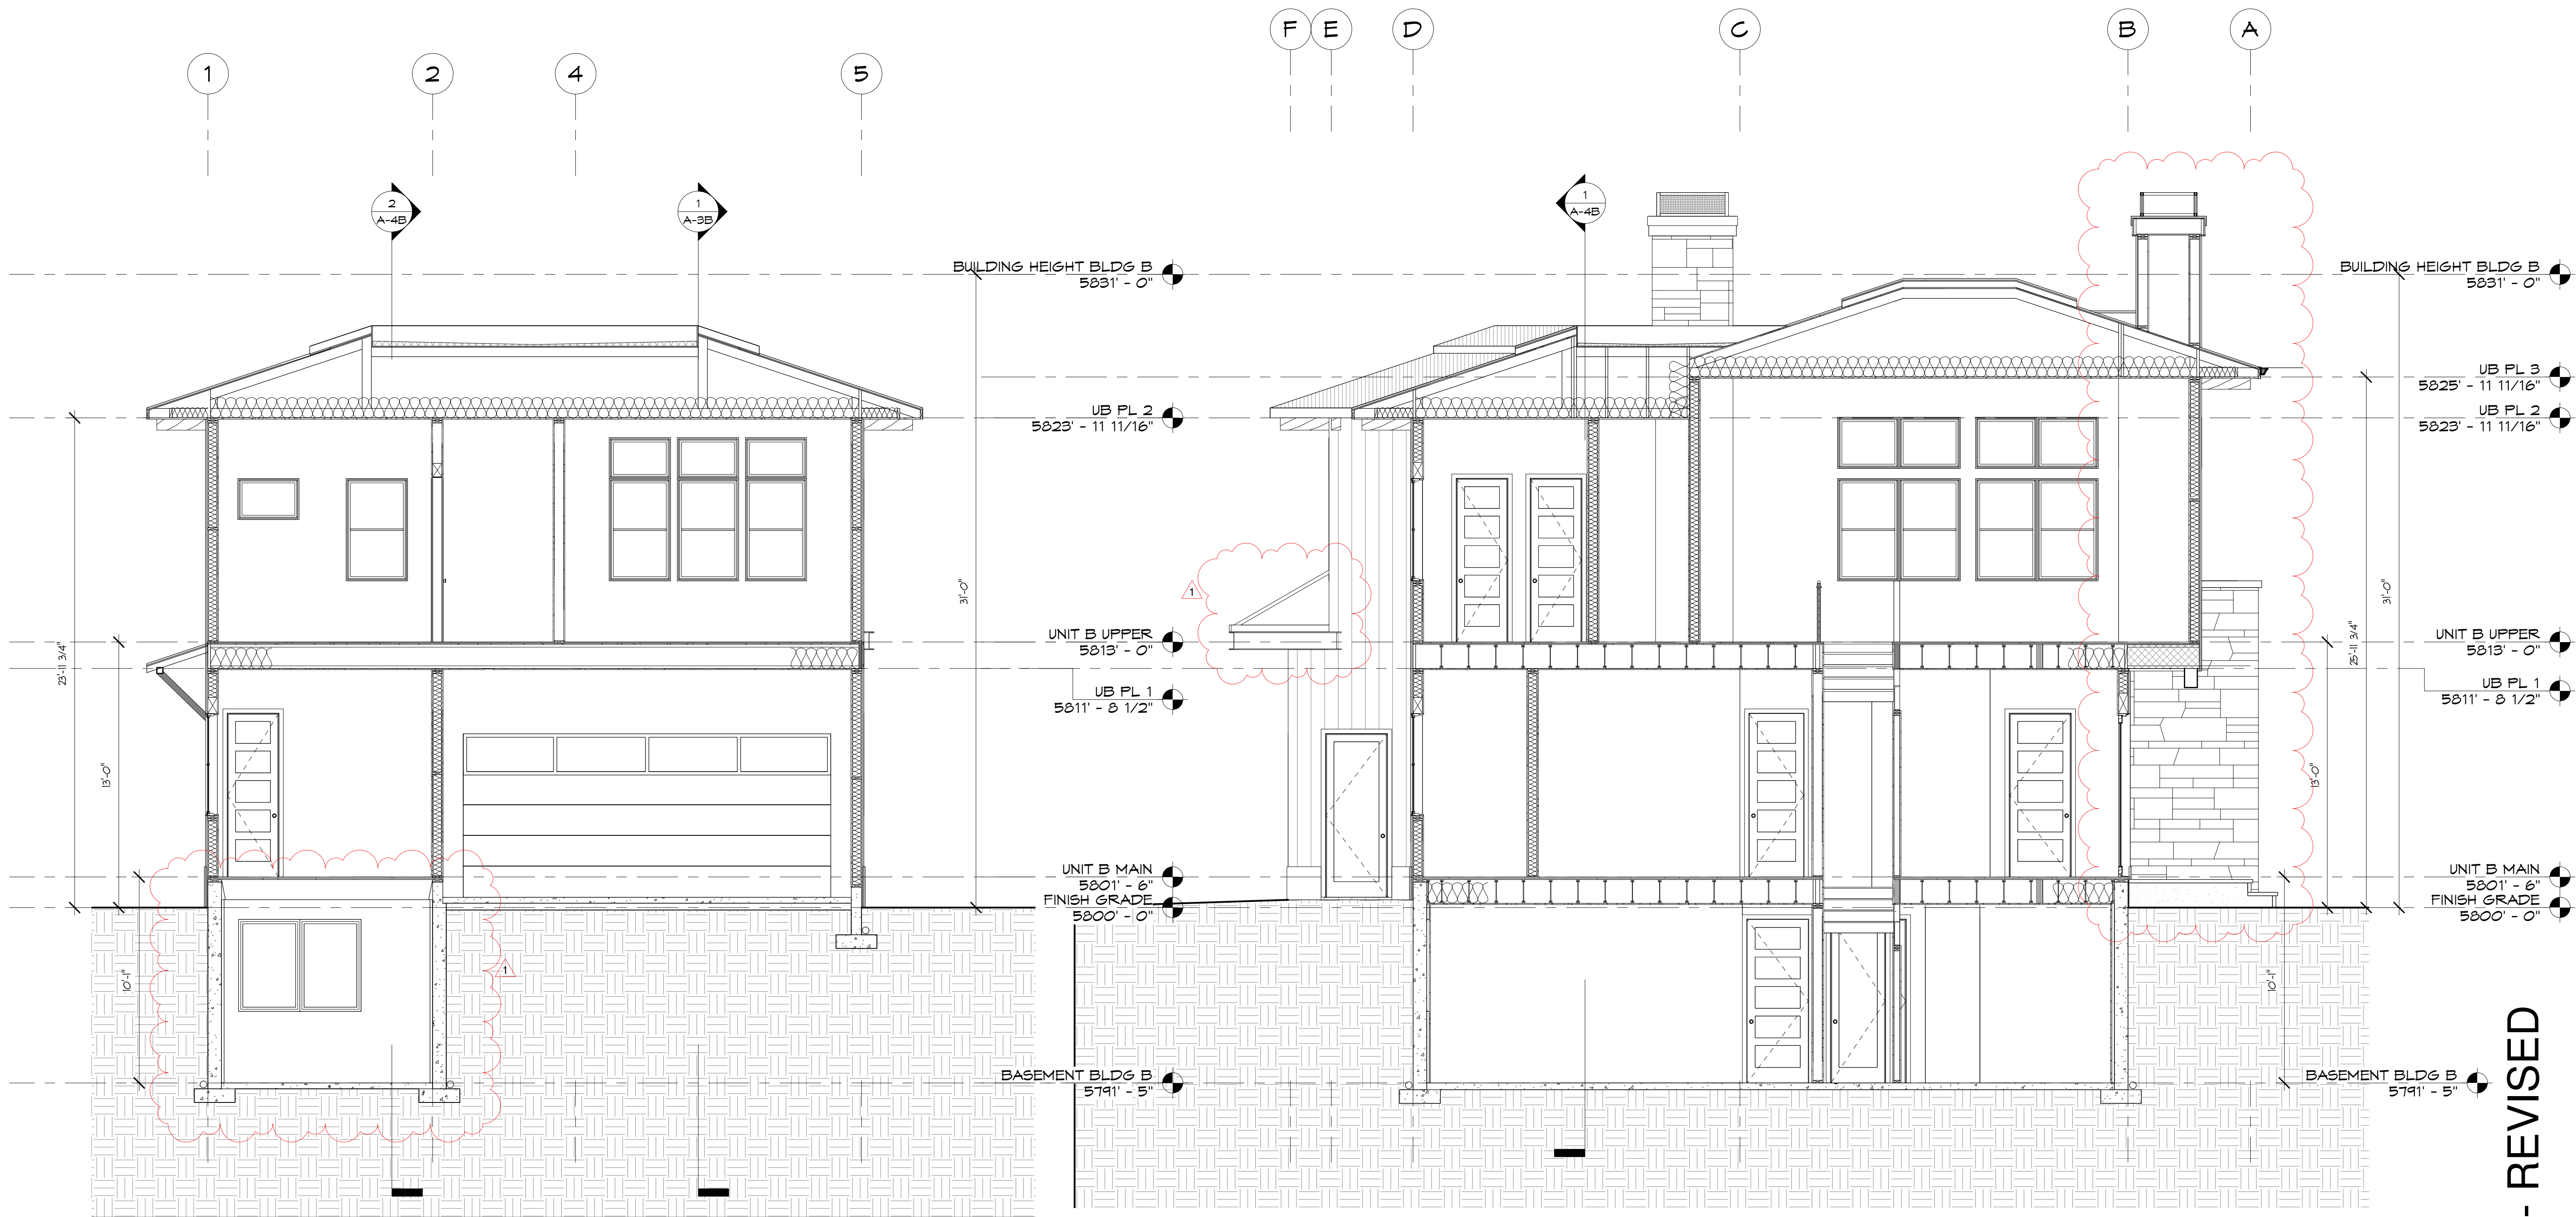 F E D C B A
1 2 4 5
2
A-4B
1
A-3B
1
A-4B
BUILDING HEIGHT BLDG B
5831' - 0"
BUILDING HEIGHT BLDG B
5831' - 0"
UB PL 3
5825' - 11 11/16"
UB PL 2
5823' - 11 11/16"
UB PL 2
5823' - 11 11/16"
31'-0"
31'-0"
1
23'-11 3/4"
25'-11 3/4"
UNIT B UPPER
5813' - 0"
UNIT B UPPER
5813' - 0"
UB PL 1
5811' - 8 1/2"
UB PL 1
5811' - 8 1/2"
13'-0"
13'-0"
UNIT B MAIN
5801' - 6"
FINISH GRADE
5800' - 0"
UNIT B MAIN
5801' - 6"
FINISH GRADE
5800' - 0"
10'-1"
1
10'-1"
BASEMENT BLDG B
5791' - 5"
BASEMENT BLDG B
5791' - 5"
- REVISED